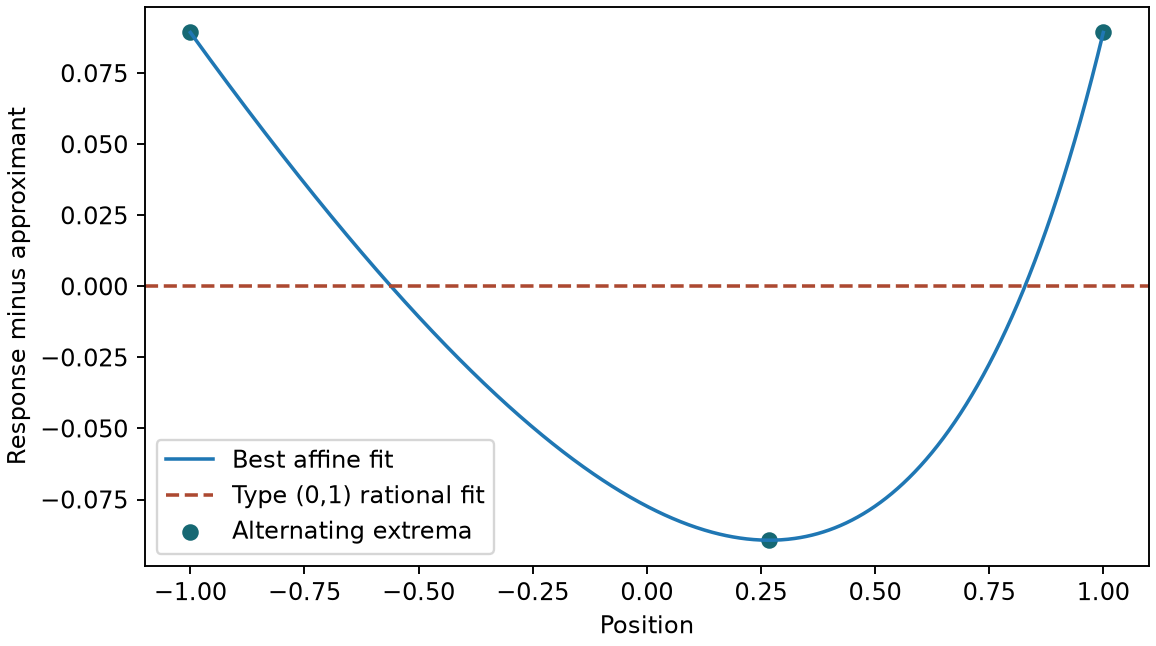 0.075
0.050
0.025
0.000
−0.025
−0.050
−0.075
Response minus approximant
Best affine fit
Type (0,1) rational fit
Alternating extrema
−1.00 −0.75 −0.50 −0.25 0.00 0.25 0.50 0.75 1.00
Position